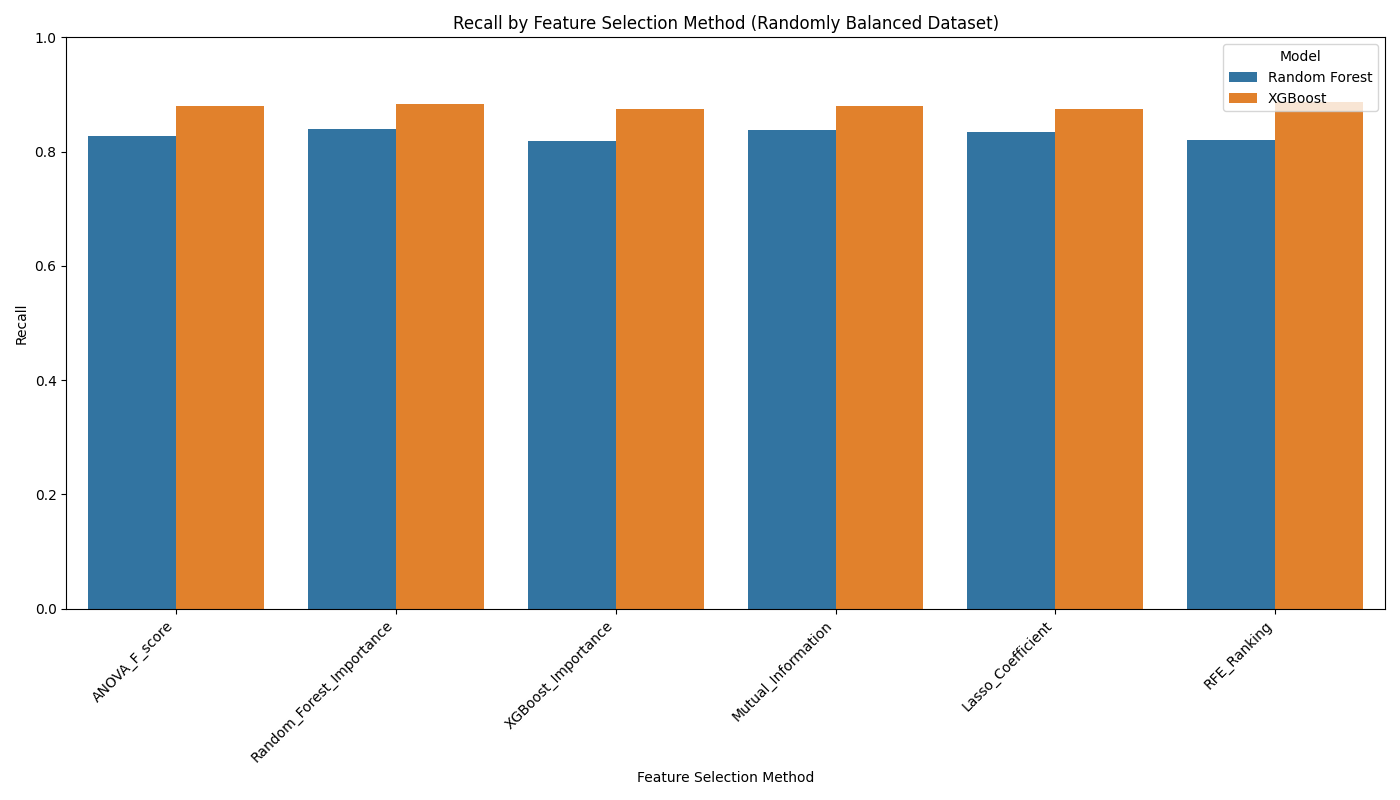 Recall by Feature Selection Method (Randomly Balanced Dataset)
Model
Random Forest
XGBoost
1.0
0.8
0.6
0.4
0.2
0.0
Recall
ANOVA_F_score
Random_Forest_Importance
XGBoost_Importance
Mutual_Information
Lasso_Coefficient
RFE_Ranking
Feature Selection Method